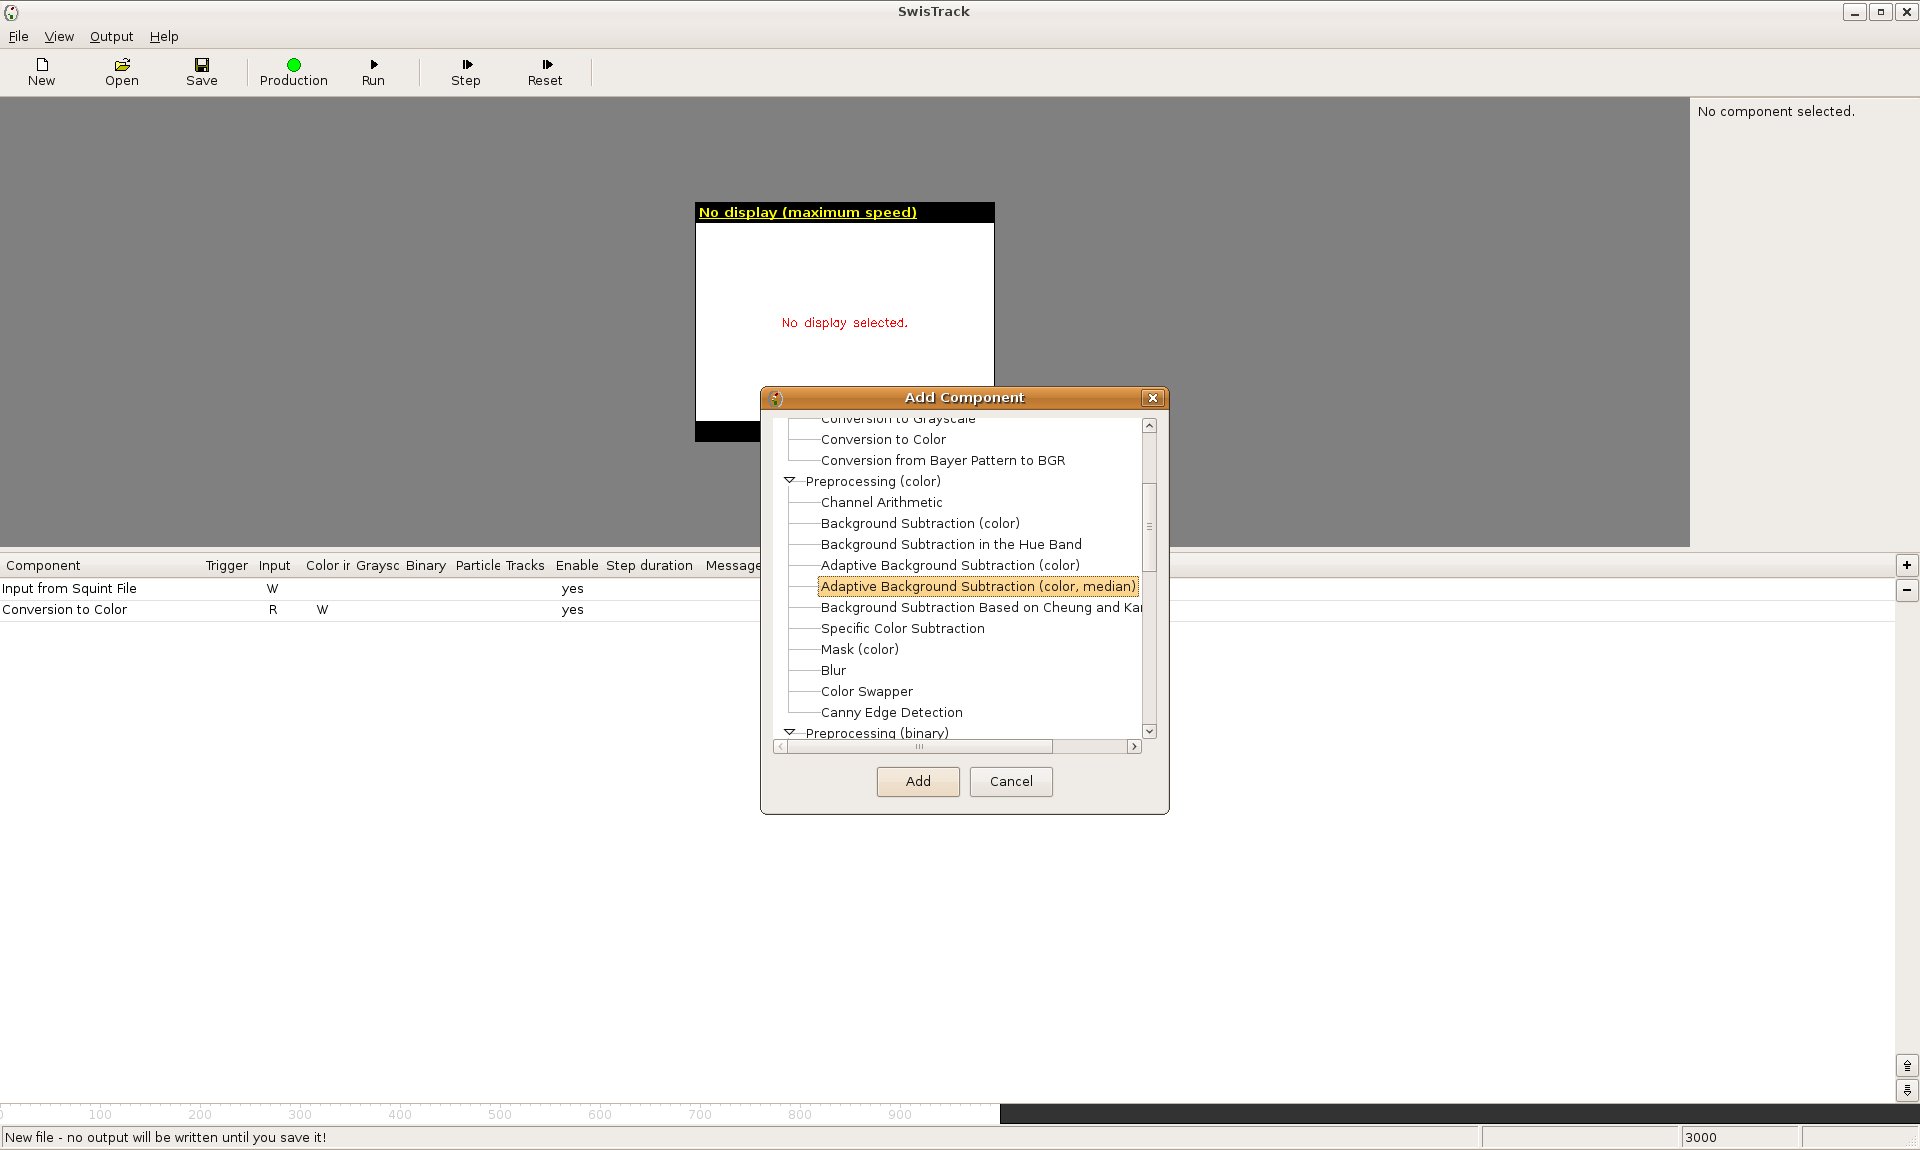 SwisTrack
File View Output Help
New Open Save Production Run Step Reset
No component selected.
No display (maximum speed)
No display selected.
Add Component
Conversion to Grayscale
Conversion to Color
Conversion from Bayer Pattern to BGR
Preprocessing (color)
Channel Arithmetic
Background Subtraction (color)
Background Subtraction in the Hue Band
Adaptive Background Subtraction (color)
Adaptive Background Subtraction (color, median)
Background Subtraction Based on Cheung and Kar
Specific Color Subtraction
Mask (color)
Blur
Color Swapper
Canny Edge Detection
Preprocessing (binary)
Add Cancel
Component Trigger Input Color ir Graysc Binary Particle Tracks Enable Step duration Message
Input from Squint File W yes
Conversion to Color R W yes
0 100 200 300 400 500 600 700 800 900
New file - no output will be written until you save it! 3000